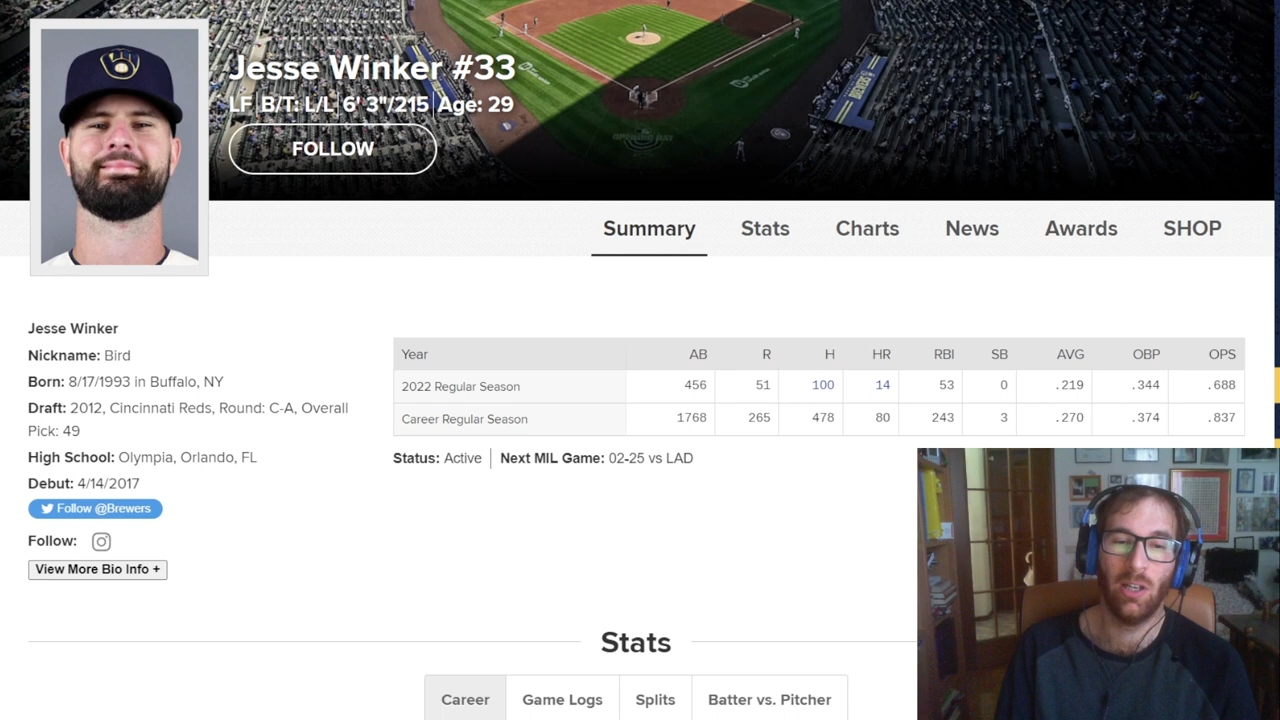 Jesse Winker #33
LF B/T: L/L 6' 3"/215 Age: 29
FOLLOW
Summary Stats Charts News Awards SHOP
Jesse Winker
Nickname: Bird
Born: 8/17/1993 in Buffalo, NY
Draft: 2012, Cincinnati Reds, Round: C-A, Overall
Pick: 49
High School: Olympia, Orlando, FL
Debut: 4/14/2017
Follow @Brewers
Follow:
View More Bio Info +
Year AB R H HR RBI SB AVG OBP OPS
2022 Regular Season 456 51 100 14 53 0 .219 .344 .688
Career Regular Season 1768 265 478 80 243 3 .270 .374 .837
Status: Active | Next MIL Game: 02-25 vs LAD
Stats
Career Game Logs Splits Batter vs. Pitcher